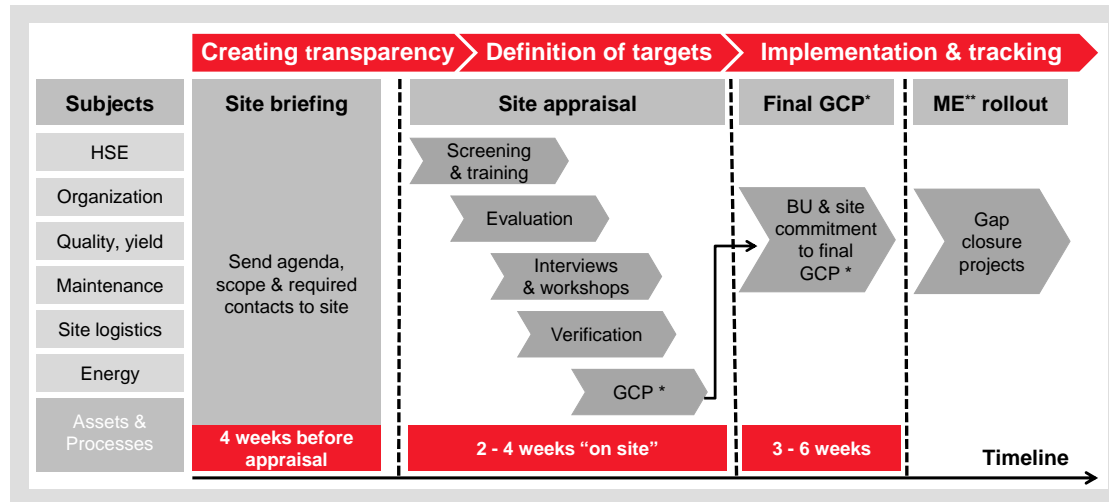 Creating transparency
Definition of targets
Implementation & tracking
Subjects
Site briefing
Site appraisal
Final GCP*
ME** rollout
HSE
Organization
Quality, yield
Maintenance
Site logistics
Energy
Assets &
Processes
Send agenda,
scope & required
contacts to site
4 weeks before
appraisal
Screening
& training
Evaluation
Interviews
& workshops
Verification
GCP *
2 - 4 weeks “on site”
BU & site
commitment
to final
GCP *
3 - 6 weeks
Gap
closure
projects
Timeline